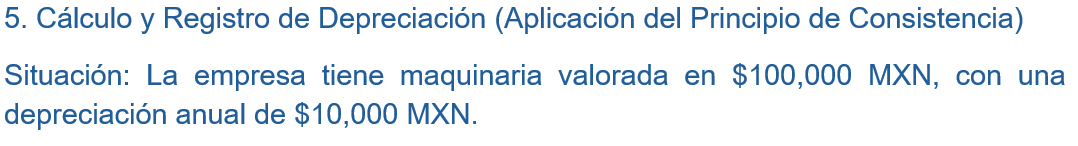 5. Cálculo y Registro de Depreciación (Aplicación del Principio de Consistencia)
Situación: La empresa tiene maquinaria valorada en $100,000 MXN, con una
depreciación anual de $10,000 MXN.